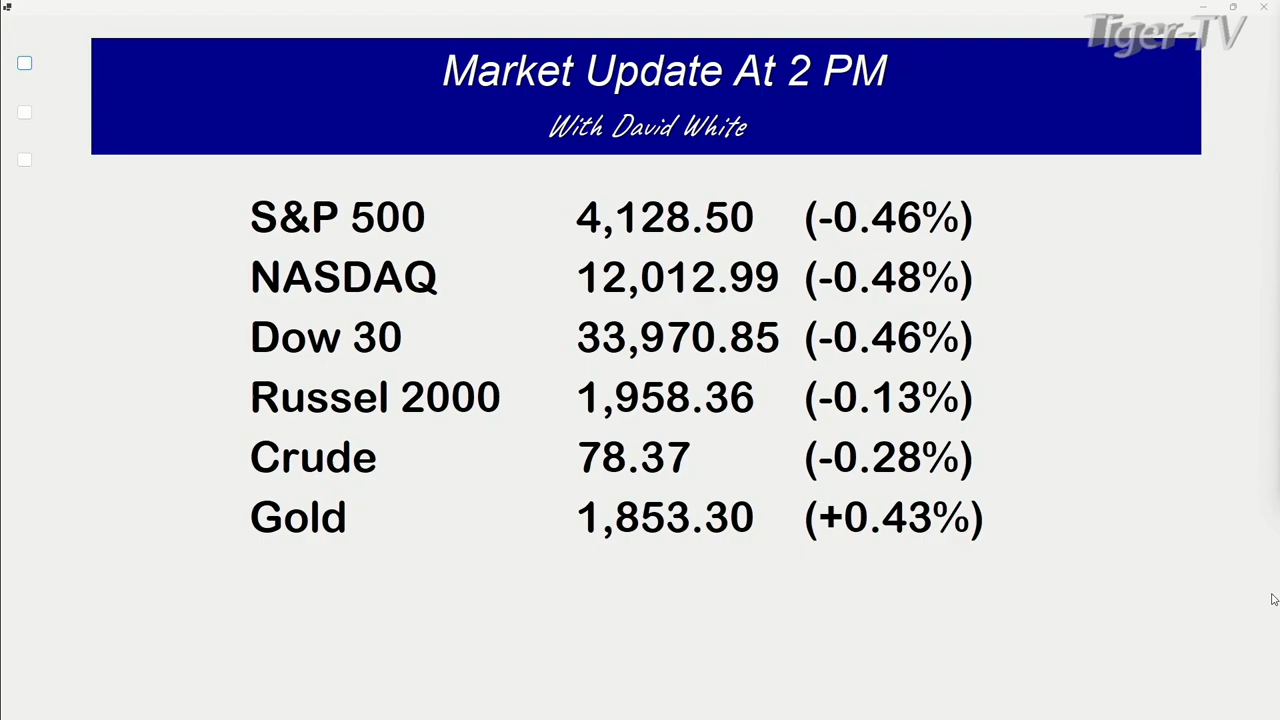 Tiger-TV
Market Update At 2 PM
With David White
S&P 500 4,128.50 (-0.46%)
NASDAQ 12,012.99 (-0.48%)
Dow 30 33,970.85 (-0.46%)
Russel 2000 1,958.36 (-0.13%)
Crude 78.37 (-0.28%)
Gold 1,853.30 (+0.43%)